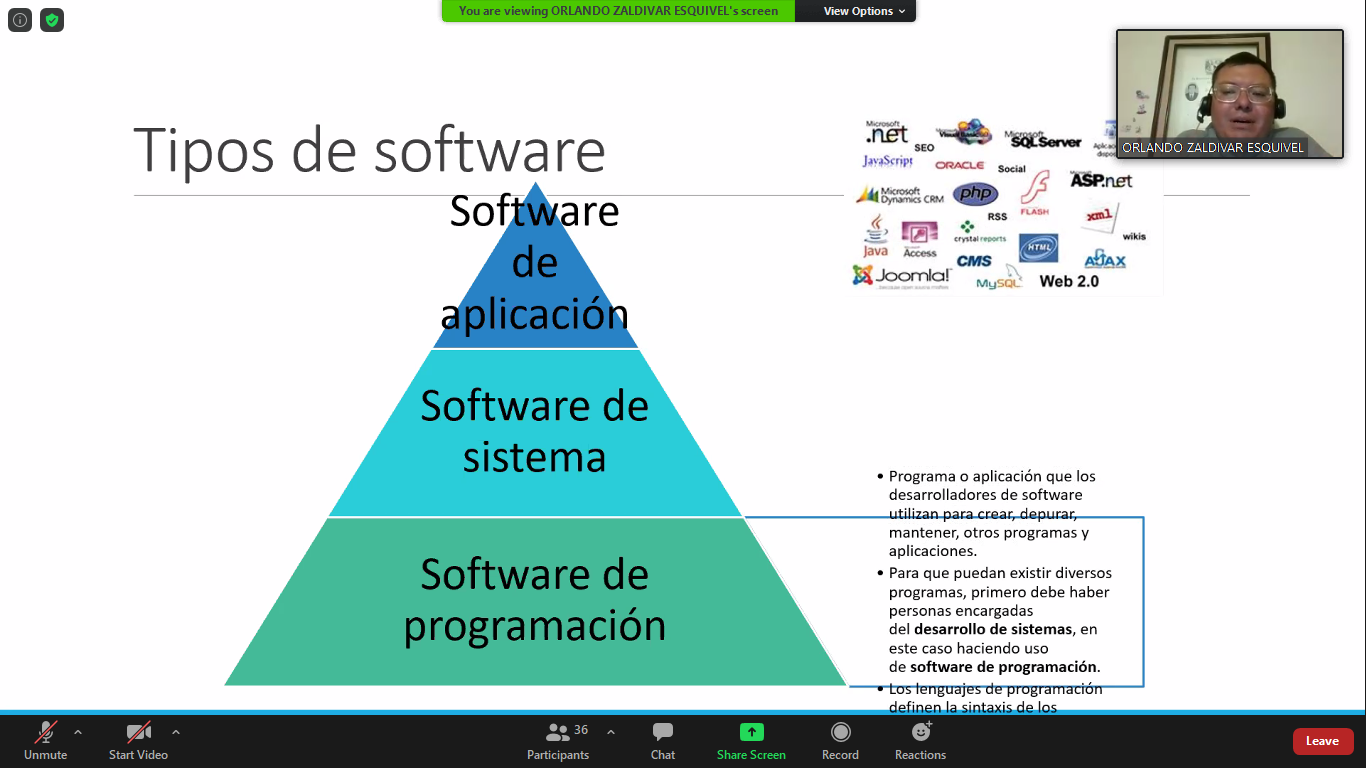 You are viewing ORLANDO ZALDIVAR ESQUIVEL's screen
View Options
ORLANDO ZALDIVAR ESQUIVEL
Tipos de software
Software
de
aplicación
Software de
sistema
Software de
programación
Microsoft
.net
SEO
Microsoft
SQL Server
JavaScript
ORACLE
Social
Microsoft
Dynamics CRM
php
FLASH
ASP.net
RSS
xml
wikis
Java
Access
crystal reports
HTML
CMS
AJAX
Joomla!
MySQL
Web 2.0
• Programa o aplicación que los
desarrolladores de software
utilizan para crear, depurar,
mantener, otros programas y
aplicaciones.
• Para que puedan existir diversos
programas, primero debe haber
personas encargadas
del desarrollo de sistemas, en
este caso haciendo uso
de software de programación.
• Los lenguajes de programación
definen la sintaxis de los
Unmute
Start Video
Participants
36
Chat
Share Screen
Record
Reactions
Leave